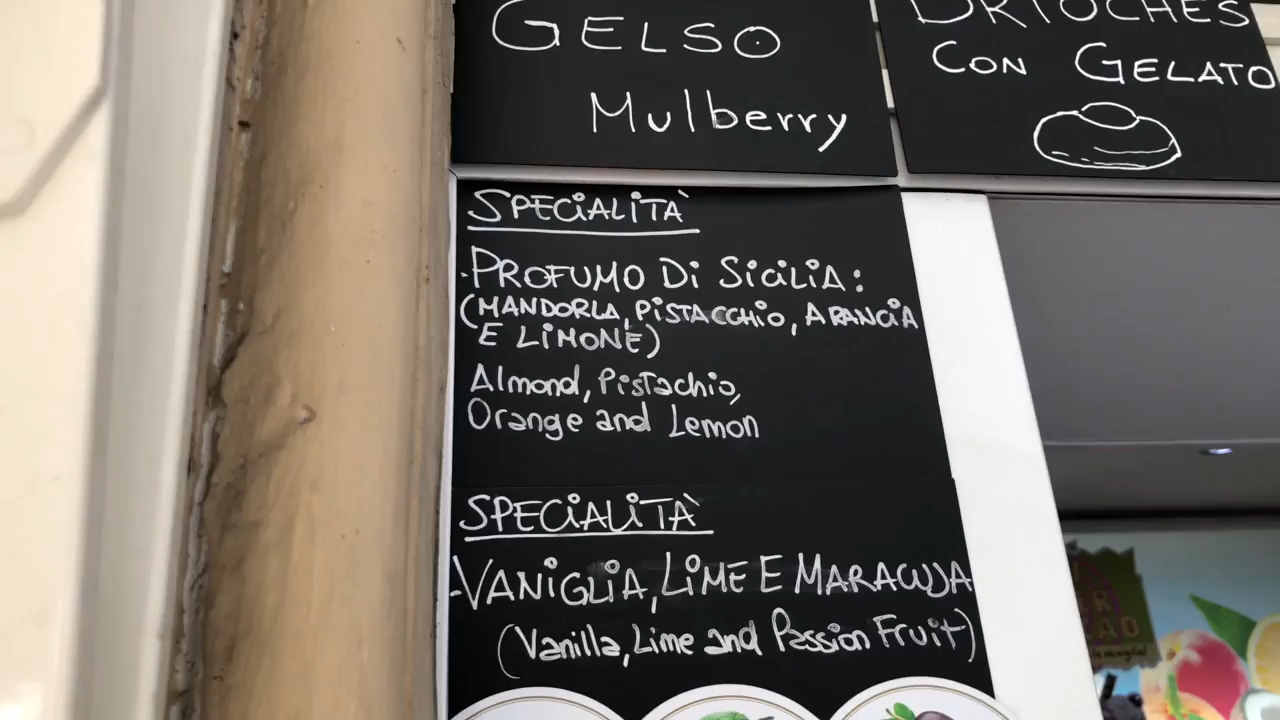 GELSO
Mulberry
BRIOCHES
CON GELATO
SPECIALITÀ
-PROFUMO Di SiCiLiA:
(MANDORLA, PiSTACCHiO, ARANCiA
E LiMONE)
Almond, Pistachio,
Orange and Lemon
SPECiALiTÀ
-VANiGLiA, LiME E MARACUJA
(Vanilla, Lime and Passion Fruit)